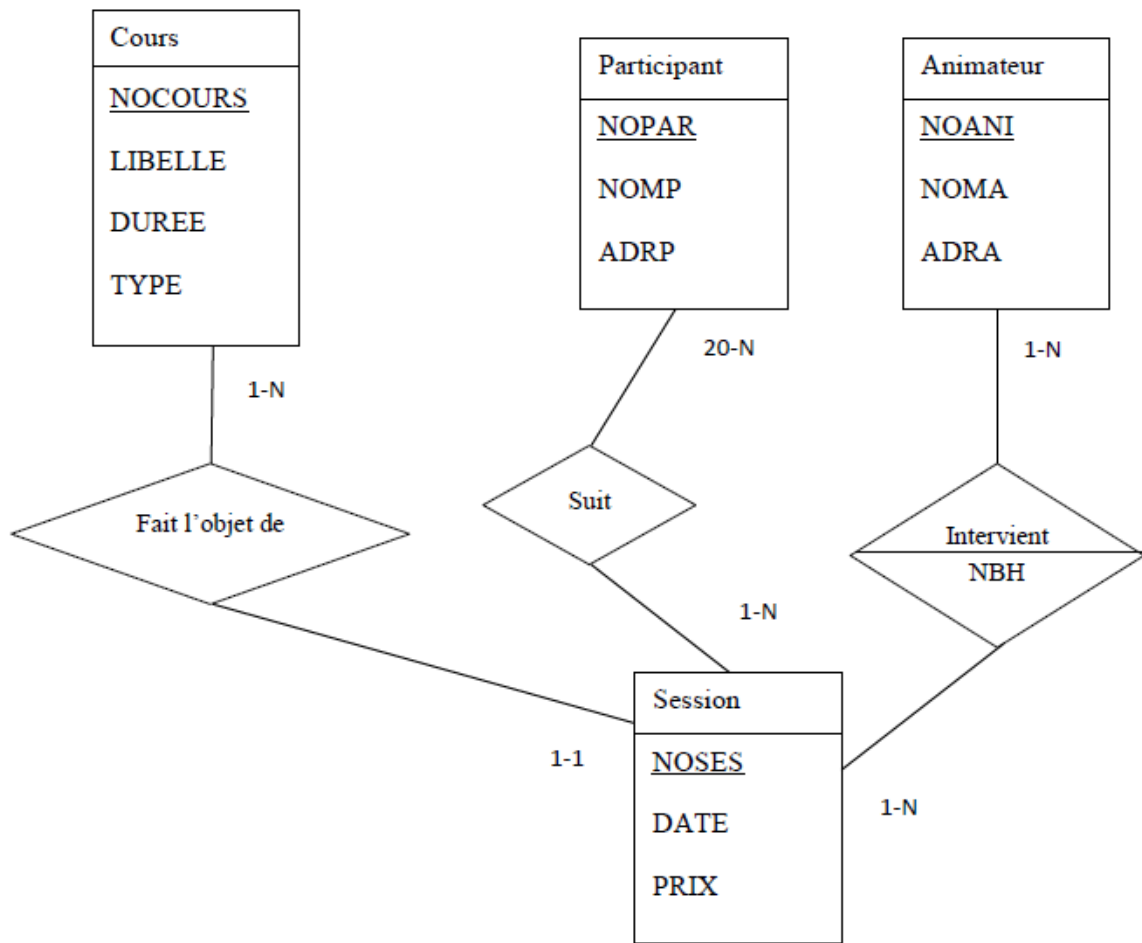 Cours
NOCOURS
LIBELLE
DUREE
TYPE
Participant
NOPAR
NOMP
ADRP
Animateur
NOANI
NOMA
ADRA
1-N
20-N
1-N
Fait l’objet de
Suit
Intervient
NBH
1-1
1-N
1-N
Session
NOSES
DATE
PRIX